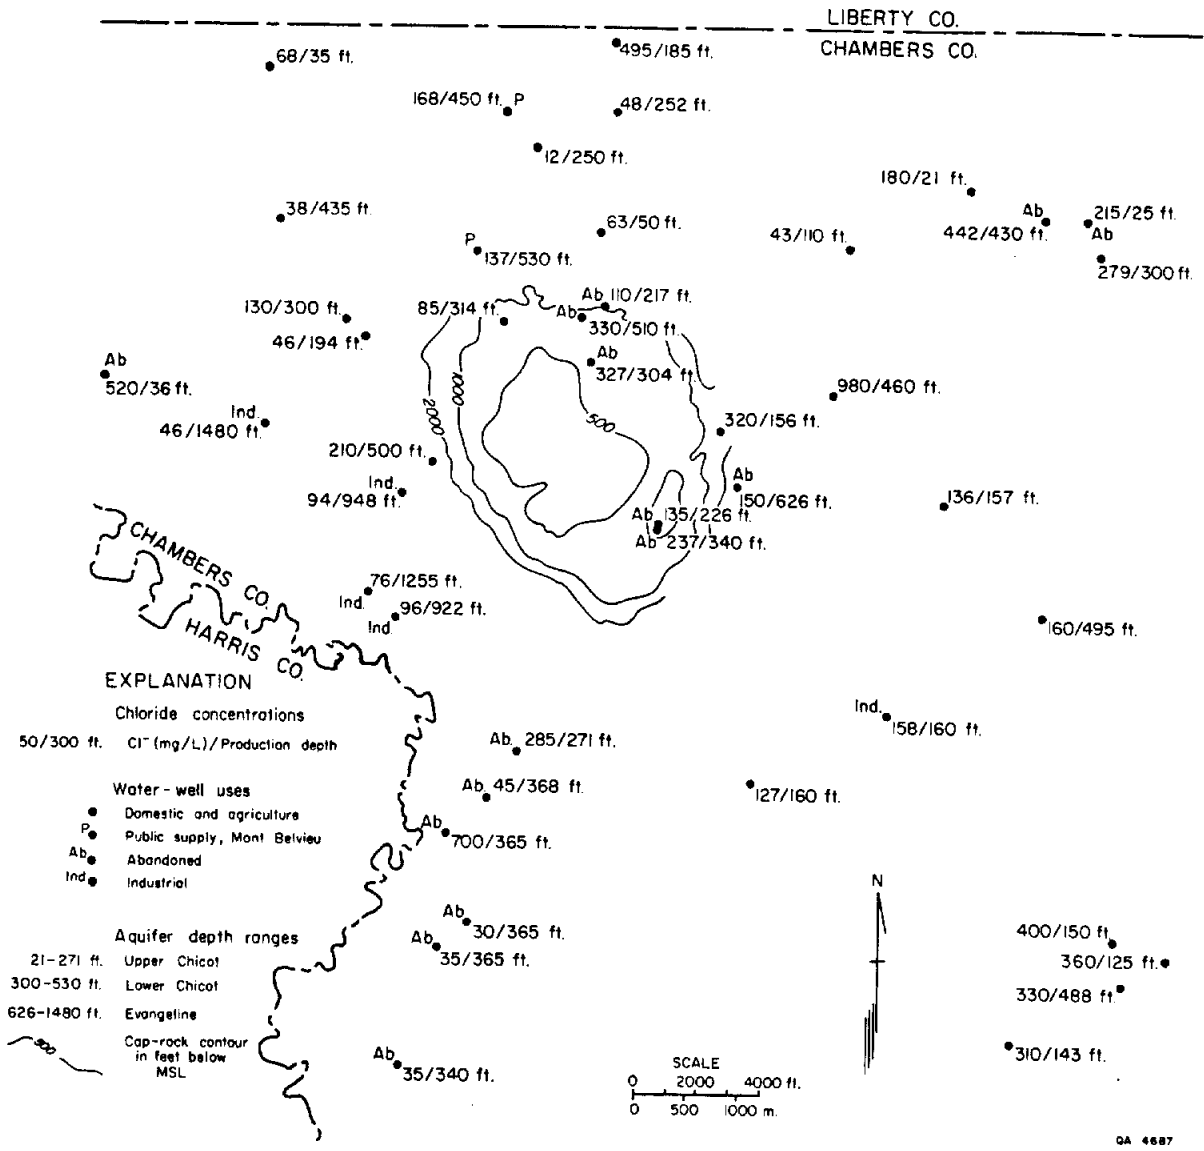 LIBERTY CO.
CHAMBERS CO.
68/35 ft.
495/185 ft.
168/450 ft. P
48/252 ft.
12/250 ft.
180/21 ft.
38/435 ft.
63/50 ft.
43/110 ft.
Ab
442/430 ft.
215/25 ft.
Ab
279/300 ft.
P
137/530 ft.
Ab 110/217 ft.
130/300 ft.
85/314 ft.
Ab
330/510 ft.
46/194 ft.
Ab
327/304 ft.
Ab
520/36 ft.
1000
2000
500
980/460 ft.
Ind.
46/1480 ft.
320/156 ft.
210/500 ft.
Ind.
94/948 ft.
Ab
150/626 ft.
136/157 ft.
Ab 135/226 ft.
Ab 237/340 ft.
CHAMBERS CO.
HARRIS CO.
76/1255 ft.
Ind.
96/922 ft.
Ind.
160/495 ft.
Ind.
158/160 ft.
Ab. 285/271 ft.
Ab 45/368 ft.
127/160 ft.
Ab
700/365 ft.
Ab
30/365 ft.
Ab
35/365 ft.
Ab
35/340 ft.
400/150 ft.
360/125 ft.
330/488 ft.
310/143 ft.
EXPLANATION
Chloride concentrations
50/300 ft. Cl⁻ (mg/L)/Production depth
Water-well uses
Domestic and agriculture
P Public supply, Mont Belvieu
Ab Abandoned
Ind Industrial
Aquifer depth ranges
21-271 ft. Upper Chicot
300-530 ft. Lower Chicot
626-1480 ft. Evangeline
500 Cap-rock contour
in feet below
MSL
N
SCALE
0 2000 4000 ft.
0 500 1000 m.
QA 4687